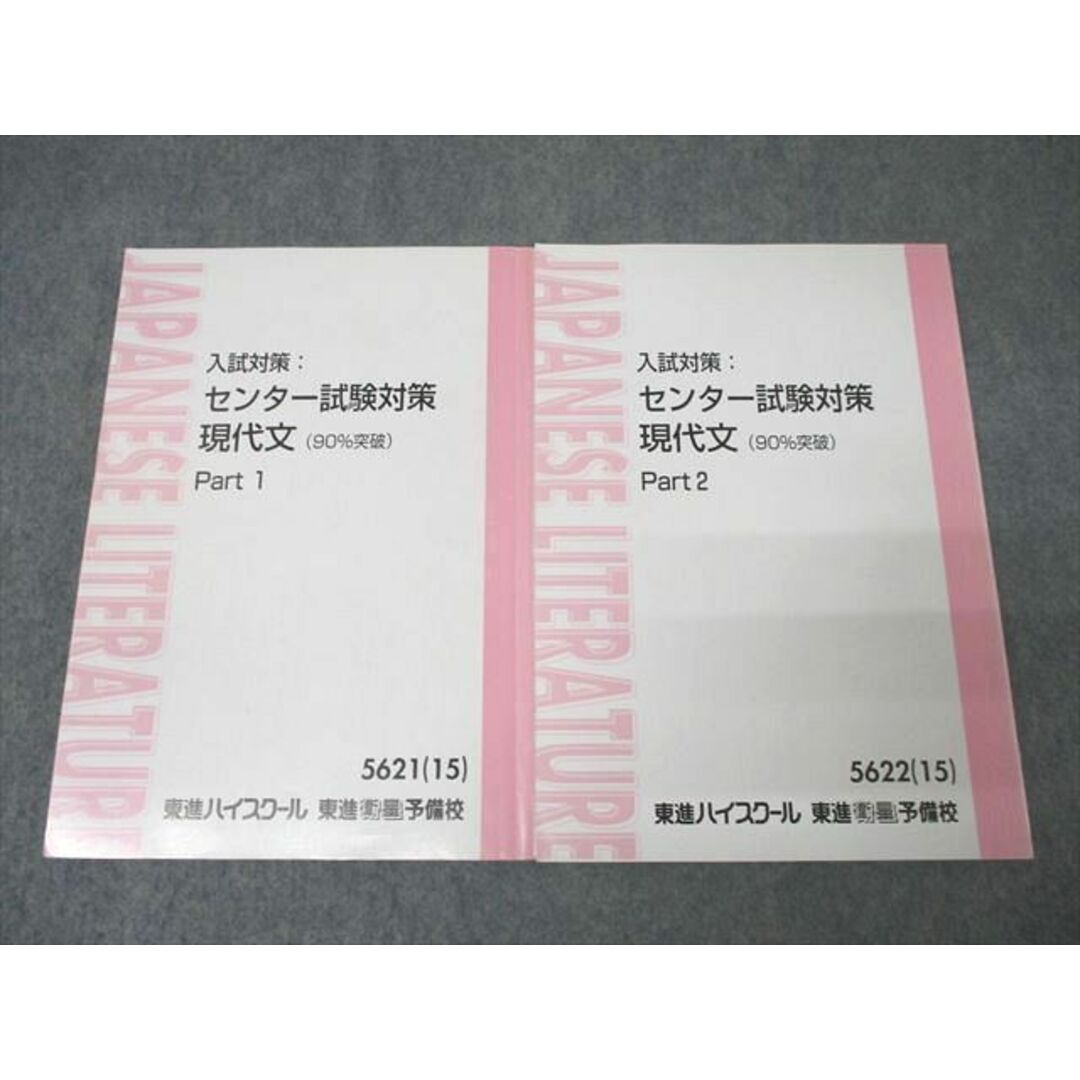 JAPANESE LITERATURE
入試対策：
センター試験対策
現代文（90%突破）
Part 1
5621(15)
東進ハイスクール 東進衛星予備校
JAPANESE LITERATURE
入試対策：
センター試験対策
現代文（90%突破）
Part 2
5622(15)
東進ハイスクール 東進衛星予備校